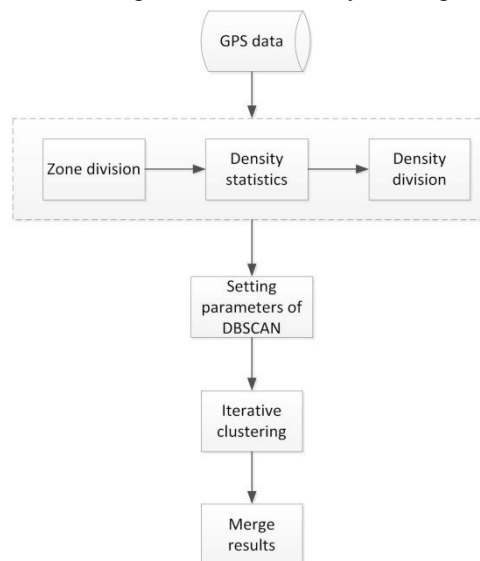 GPS data
Zone division
Density
statistics
Density
division
Setting
parameters of
DBSCAN
Iterative
clustering
Merge
results